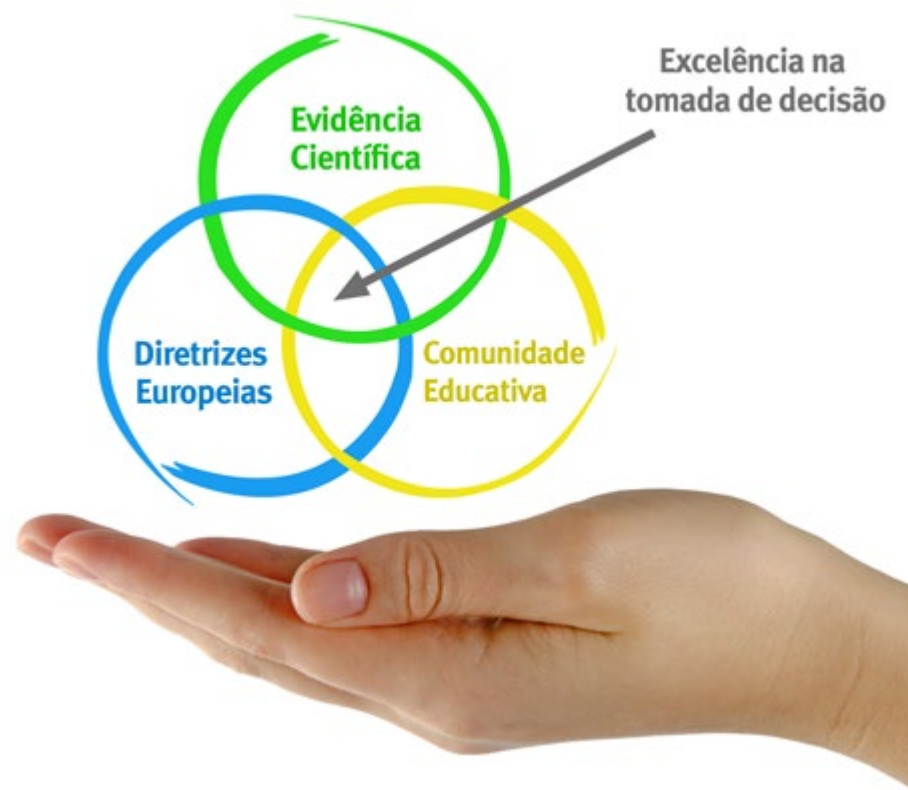 Excelência na
tomada de decisão
Evidência
Científica
Diretrizes
Europeias
Comunidade
Educativa